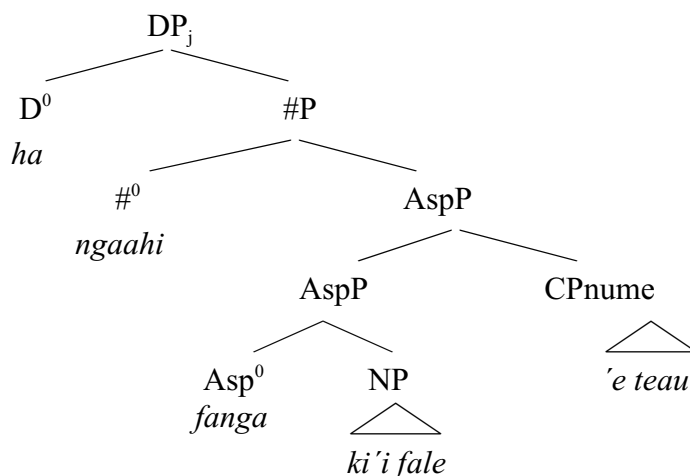 DPⱼ
D⁰ #P
ha
#⁰ AspP
ngaahi
AspP CPnume
Asp⁰ NP ´e teau
fanga
ki´i fale